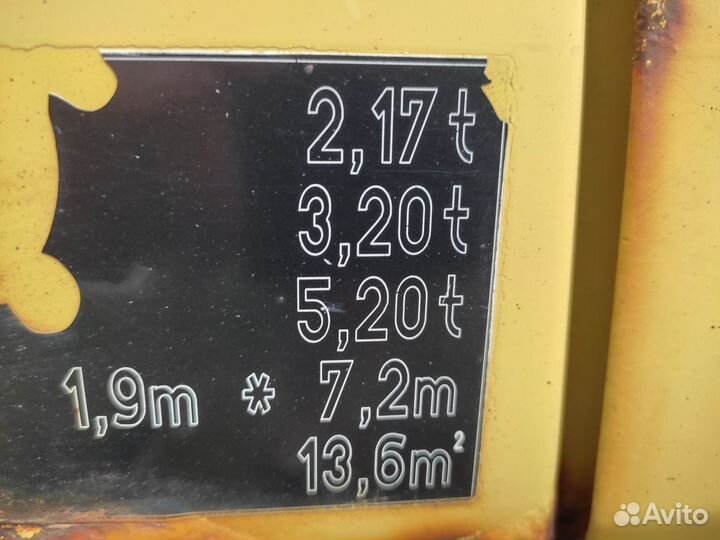 2,17 t
3,20 t
5,20 t
1,9m * 7,2m
13,6m²
Avito